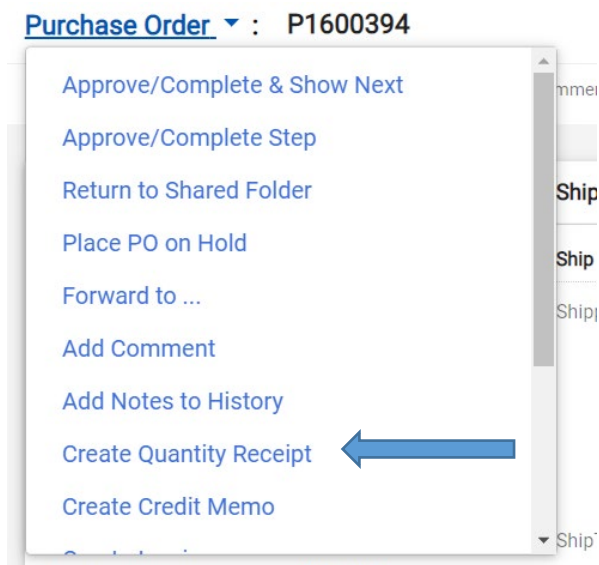 Purchase Order : P1600394
Approve/Complete & Show Next
Approve/Complete Step
Return to Shared Folder
Ship
Place PO on Hold
Ship
Forward to ...
Add Comment
Add Notes to History
Create Quantity Receipt
Create Credit Memo